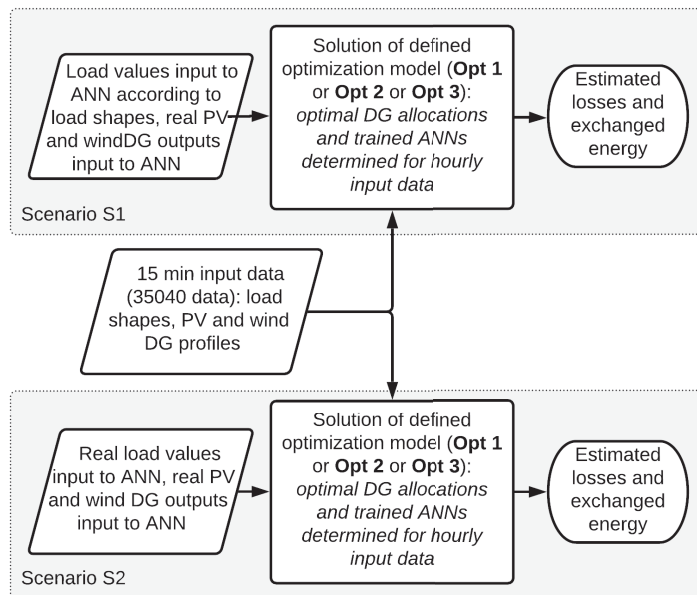 Load values input to
ANN according to
load shapes, real PV
and windDG outputs
input to ANN
Solution of defined
optimization model (Opt 1
or Opt 2 or Opt 3):
optimal DG allocations
and trained ANNs
determined for hourly
input data
Estimated
losses and
exchanged
energy
Scenario S1
15 min input data
(35040 data): load
shapes, PV and wind
DG profiles
Real load values
input to ANN, real PV
and wind DG outputs
input to ANN
Solution of defined
optimization model (Opt 1
or Opt 2 or Opt 3):
optimal DG allocations
and trained ANNs
determined for hourly
input data
Estimated
losses and
exchanged
energy
Scenario S2